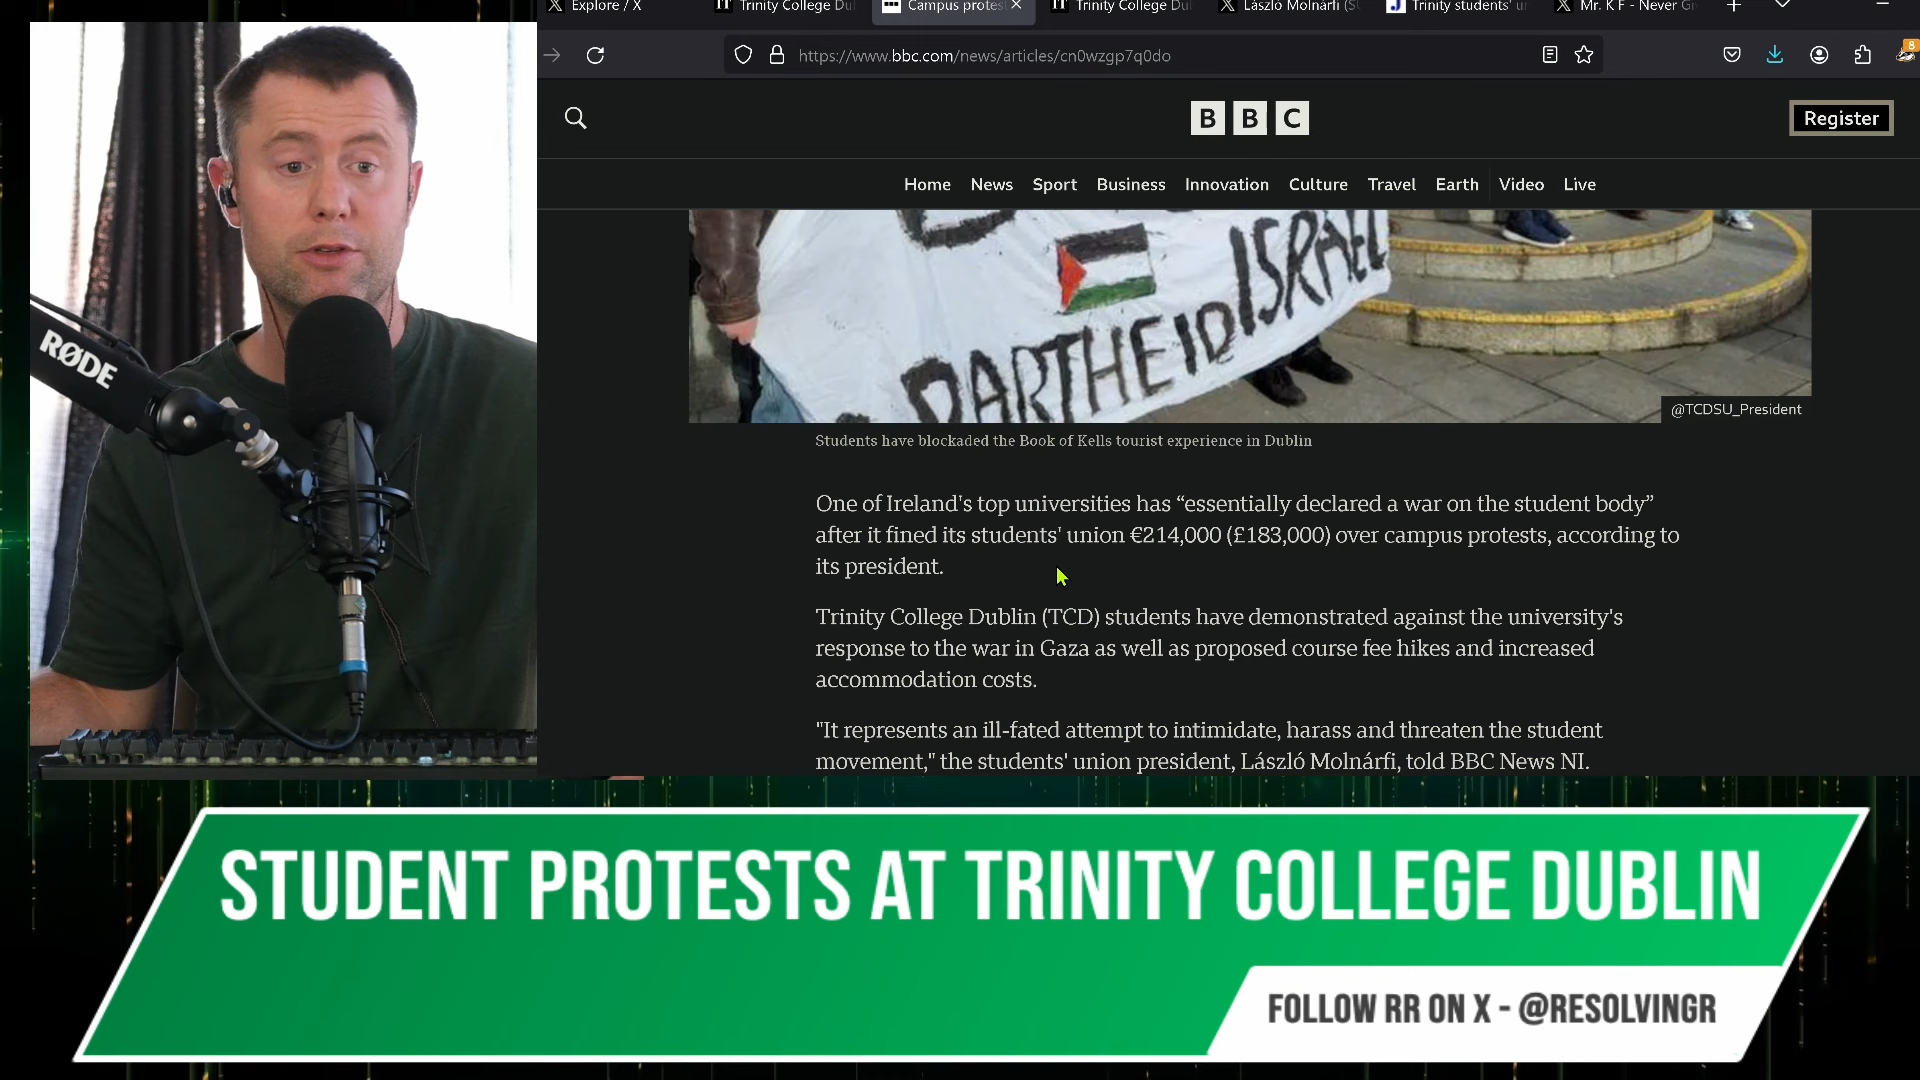 Explore / X
Trinity College Du
Campus protes
Trinity College Du
László Molnárfi (S
Trinity students' u
Mr. K F - Never G
https://www.bbc.com/news/articles/cn0wzgp7q0do
8
B B C
Register
Home News Sport Business Innovation Culture Travel Earth Video Live
ISRAEL
PARTHEID
RØDE
@TCDSU_President
Students have blockaded the Book of Kells tourist experience in Dublin
One of Ireland's top universities has “essentially declared a war on the student body”
after it fined its students' union €214,000 (£183,000) over campus protests, according to
its president.
Trinity College Dublin (TCD) students have demonstrated against the university's
response to the war in Gaza as well as proposed course fee hikes and increased
accommodation costs.
"It represents an ill-fated attempt to intimidate, harass and threaten the student
movement," the students' union president, László Molnárfi, told BBC News NI.
STUDENT PROTESTS AT TRINITY COLLEGE DUBLIN
FOLLOW RR ON X - @RESOLVINGR